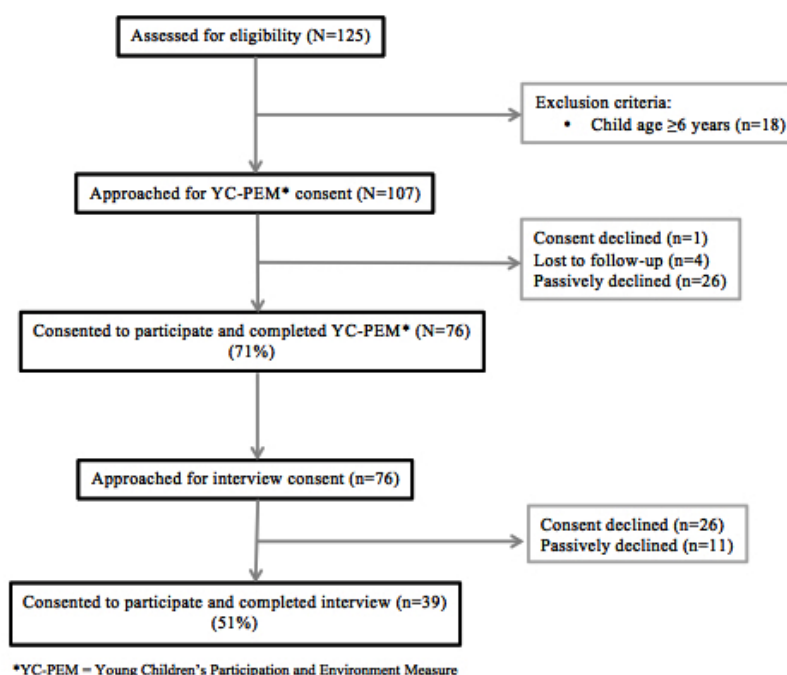 Assessed for eligibility (N=125)
Exclusion criteria:
• Child age ≥6 years (n=18)
Approached for YC-PEM* consent (N=107)
Consent declined (n=1)
Lost to follow-up (n=4)
Passively declined (n=26)
Consented to participate and completed YC-PEM* (N=76)
(71%)
Approached for interview consent (n=76)
Consent declined (n=26)
Passively declined (n=11)
Consented to participate and completed interview (n=39)
(51%)
*YC-PEM = Young Children's Participation and Environment Measure